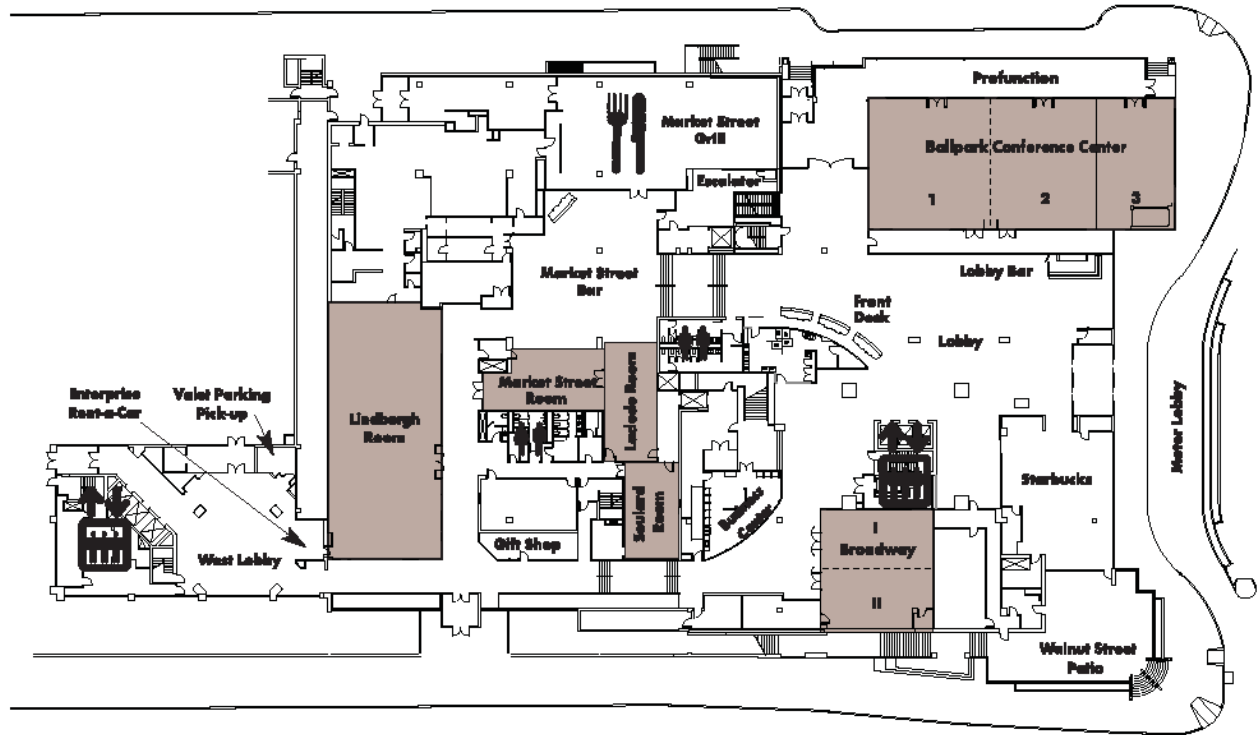 Prefunction
Market Street
Grill
Ballpark Conference Center
Escalator
1
2
3
Market Street
Bar
Lobby Bar
Front
Desk
Lobby
Market Street
Room
Laclede Room
Enterprise
Rent-a-Car
Valet Parking
Pick-up
Lindbergh
Room
Motor Lobby
Starbucks
Soulard
Room
Business
Center
Gift Shop
West Lobby
I
Broadway
II
Walnut Street
Patio